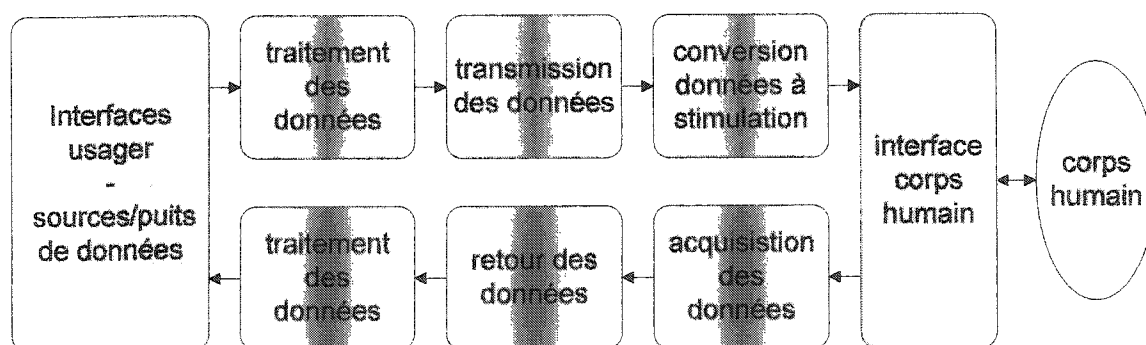 Interfaces
usager
-
sources/puits
de données
traitement
des
données
transmission
des données
conversion
données à
stimulation
interface
corps
humain
corps
humain
traitement
des
données
retour des
données
acquisistion
des
données